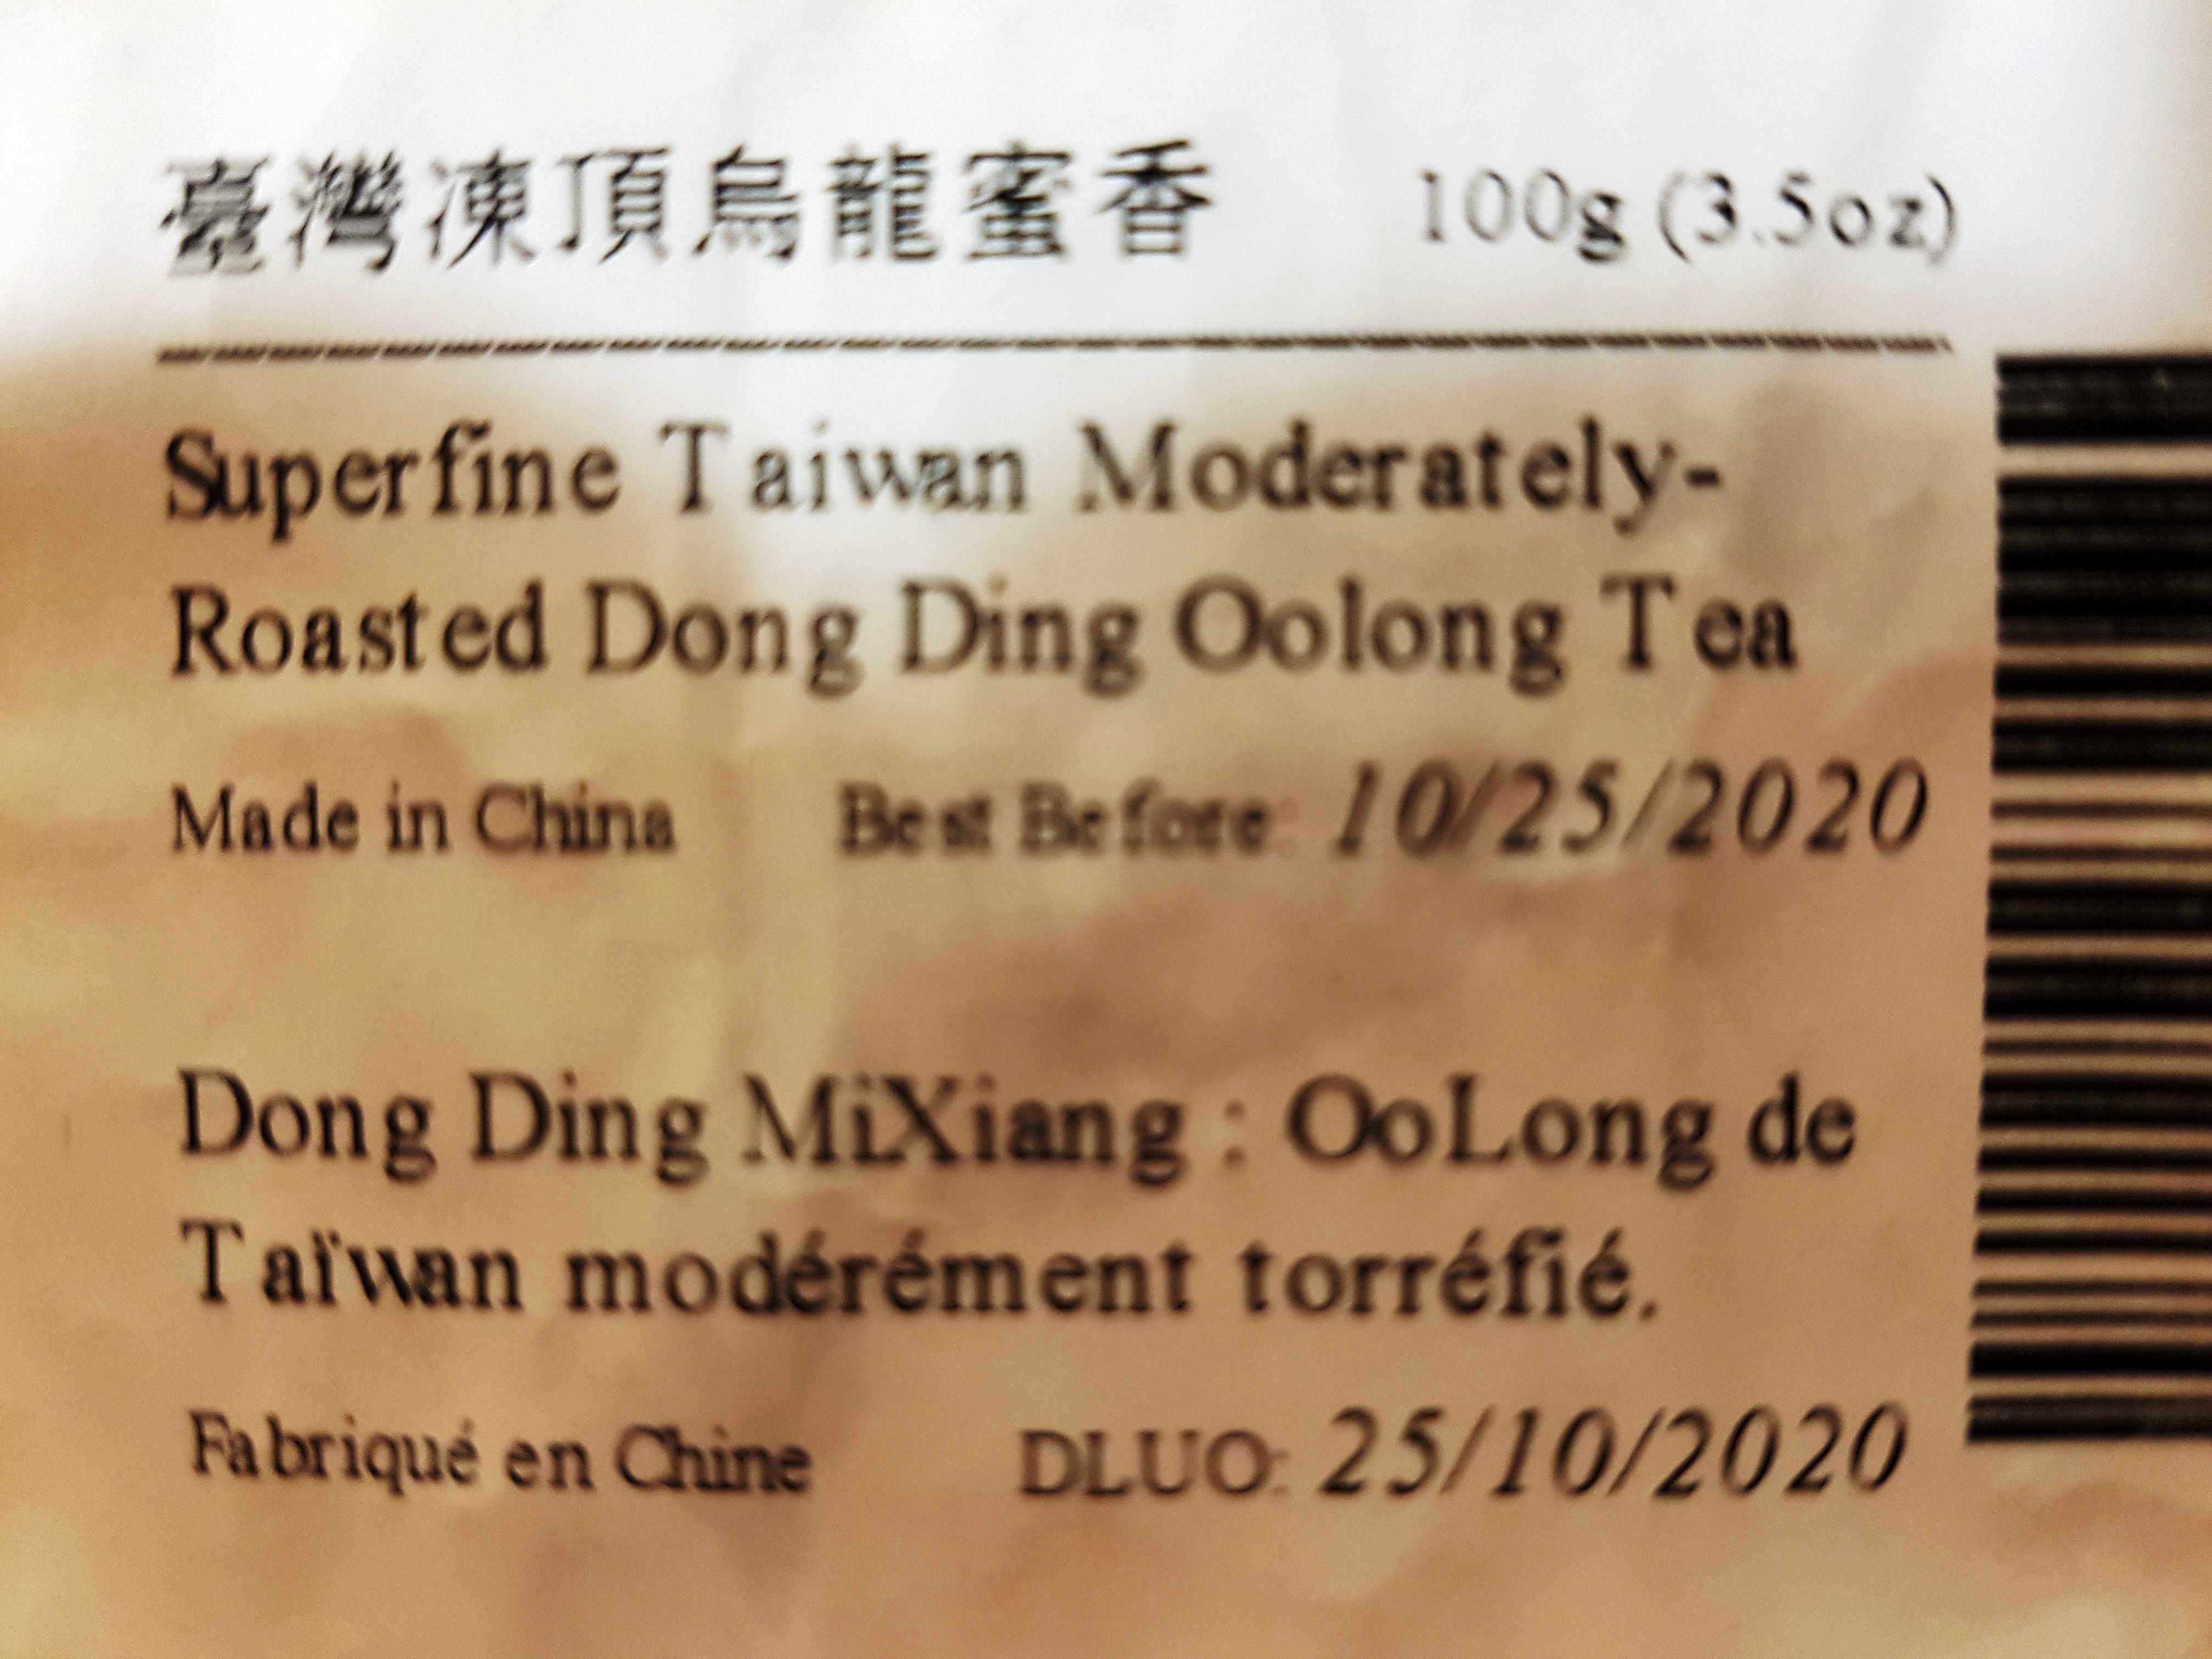 臺灣凍頂烏龍蜜香 100g (3.5oz)
Superfine Taiwan Moderately-
Roasted Dong Ding Oolong Tea
Made in China Best Before: 10/25/2020
Dong Ding MiXiang : OoLong de
Taïwan modérément torréfié.
Fabriqué en Chine DLUO: 25/10/2020